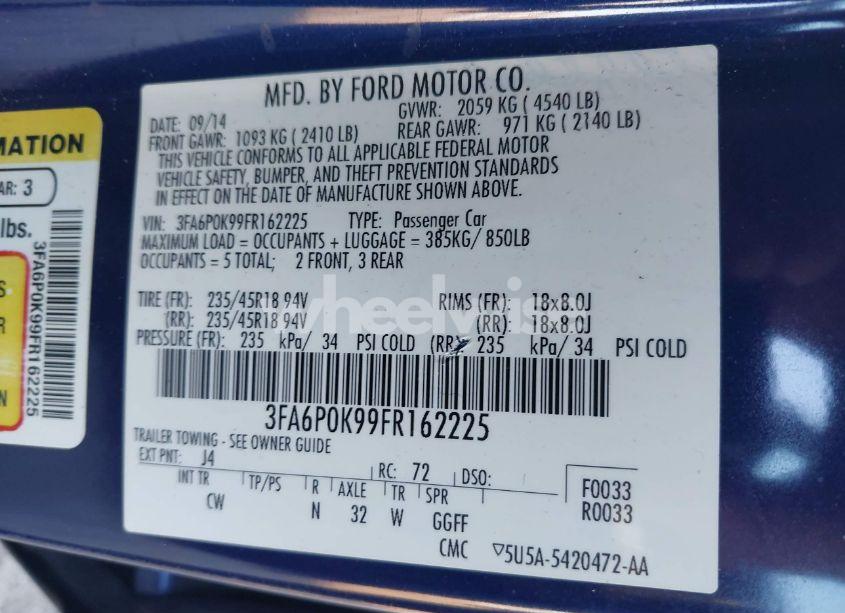 MATION
AR: 3
lbs.
S
R
N
3FA6P0K99FR162225
MFD. BY FORD MOTOR CO.
DATE: 09/14 GVWR: 2059 KG ( 4540 LB)
FRONT GAWR: 1093 KG ( 2410 LB) REAR GAWR: 971 KG ( 2140 LB)
THIS VEHICLE CONFORMS TO ALL APPLICABLE FEDERAL MOTOR
VEHICLE SAFETY, BUMPER, AND THEFT PREVENTION STANDARDS
IN EFFECT ON THE DATE OF MANUFACTURE SHOWN ABOVE.
VIN: 3FA6P0K99FR162225 TYPE: Passenger Car
MAXIMUM LOAD = OCCUPANTS + LUGGAGE = 385KG/ 850LB
OCCUPANTS = 5 TOTAL; 2 FRONT, 3 REAR
TIRE (FR): 235/45R18 94V RIMS (FR): 18x8.0J
(RR): 235/45R18 94V (RR): 18x8.0J
PRESSURE (FR): 235 kPa/ 34 PSI COLD (RR): 235 kPa/ 34 PSI COLD
3FA6P0K99FR162225
TRAILER TOWING - SEE OWNER GUIDE
EXT PNT: J4 RC: 72 DSO:
INT TR TP/PS R AXLE TR SPR F0033
CW N 32 W GGFF R0033
CMC ▽5U5A-5420472-AA
wheelvis